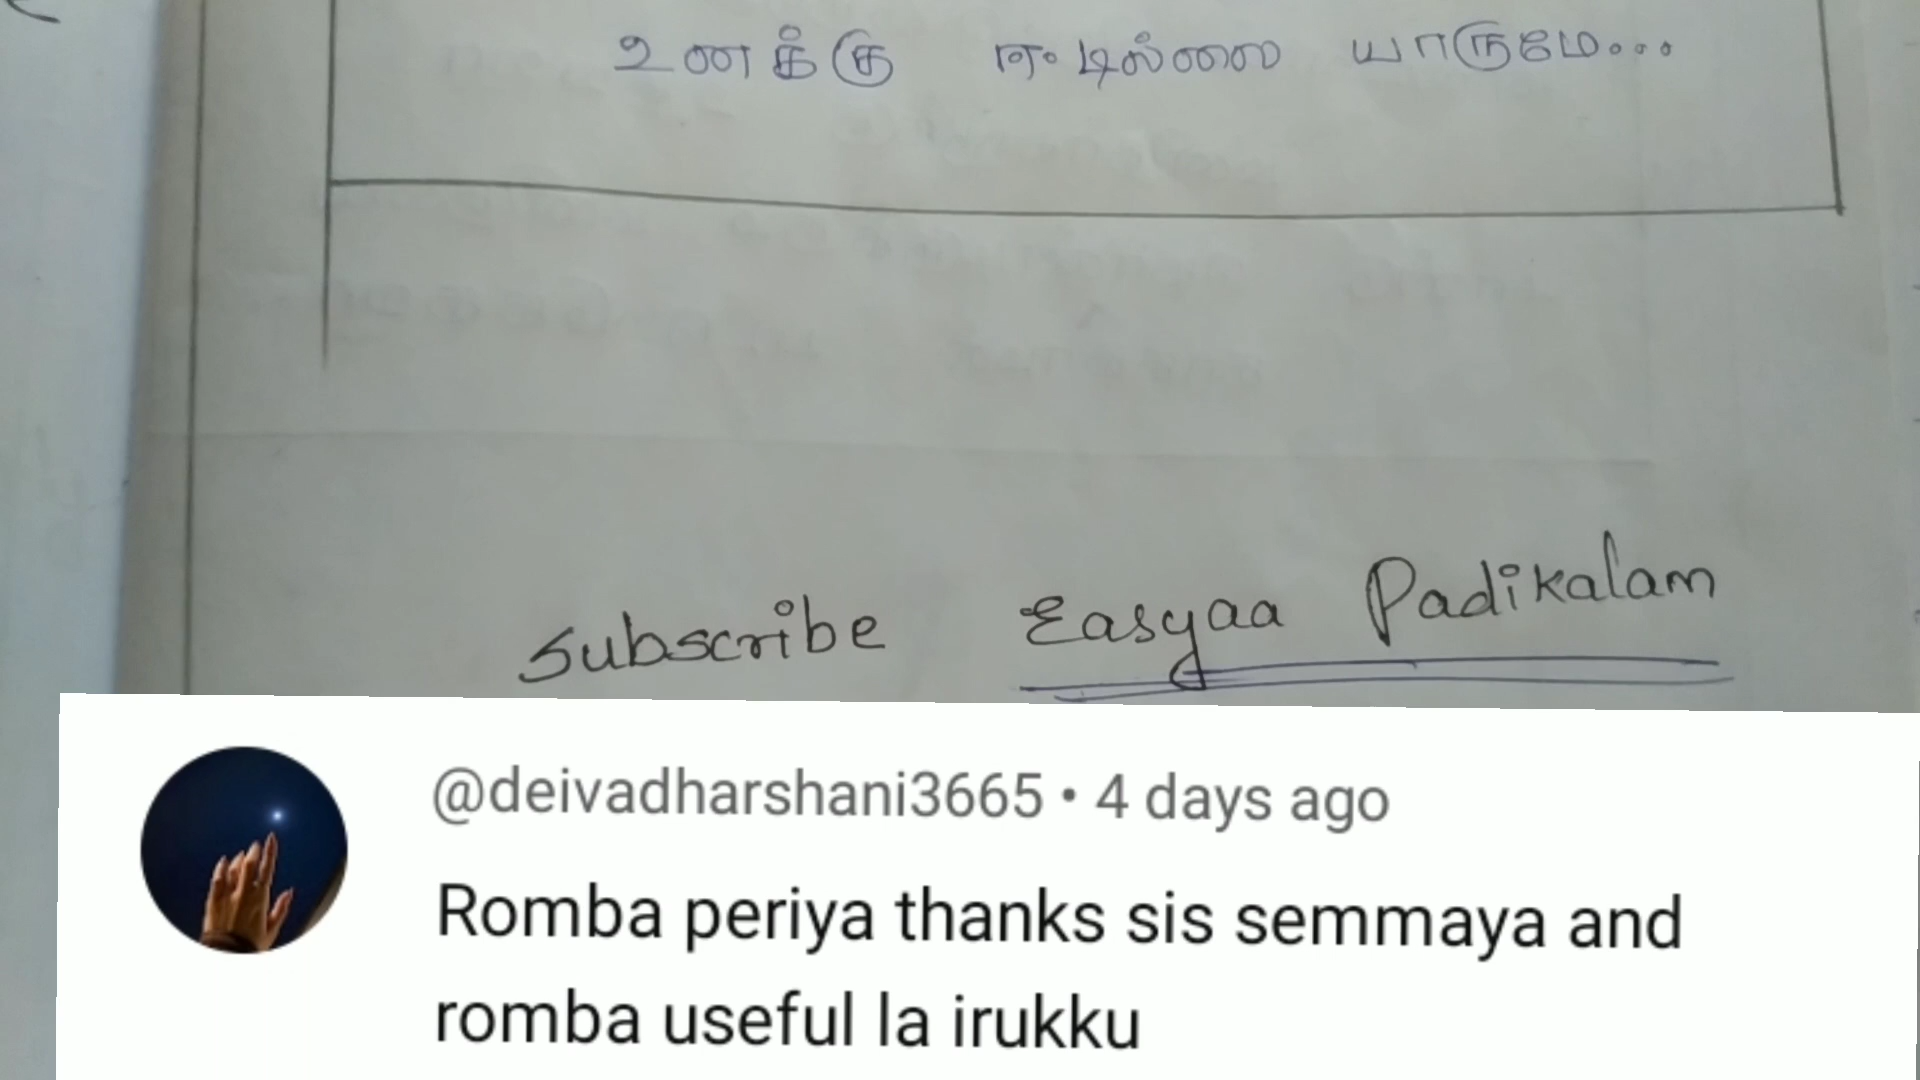 உனக்கு ஈடில்லை யாருமே...
Subscribe Easyaa Padikalam
@deivadharshani3665 • 4 days ago
Romba periya thanks sis semmaya and
romba useful la irukku